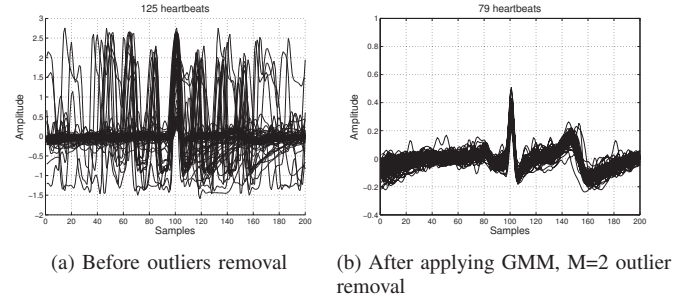 125 heartbeats
3
2.5
2
1.5
1
0.5
0
−0.5
−1
−1.5
−2
Amplitude
0 20 40 60 80 100 120 140 160 180 200
Samples
(a) Before outliers removal
79 heartbeats
1
0.8
0.6
0.4
0.2
0
−0.2
−0.4
Amplitude
0 20 40 60 80 100 120 140 160 180 200
Samples
(b) After applying GMM, M=2 outlier
removal